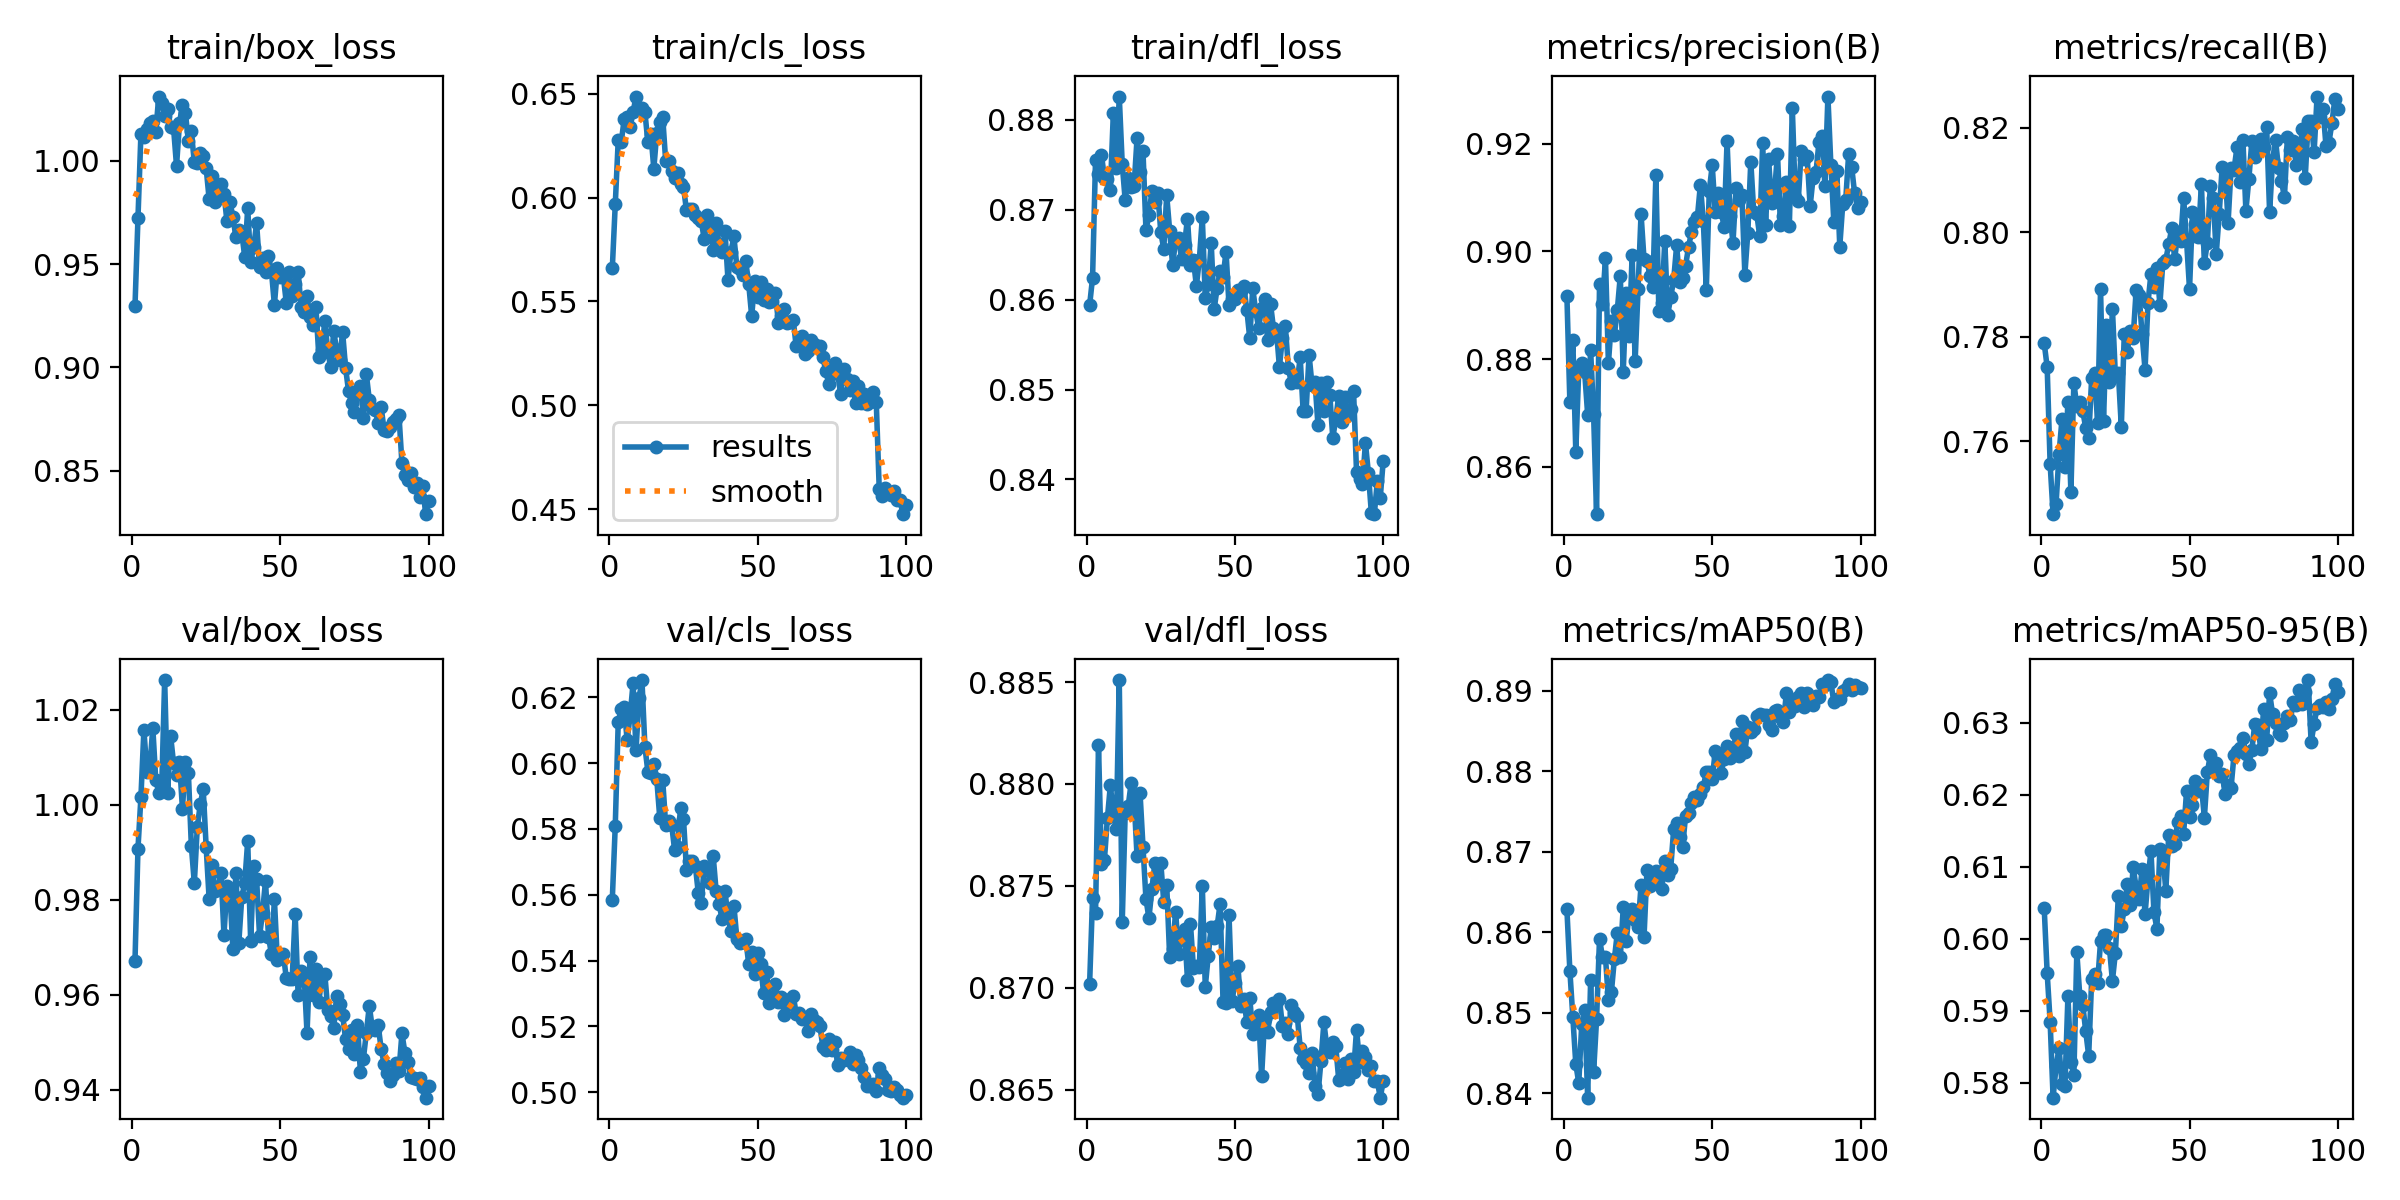 train/box_loss
train/cls_loss
train/dfl_loss
metrics/precision(B)
metrics/recall(B)
1.00
0.95
0.90
0.85
0 50 100
0.65
0.60
0.55
0.50
0.45
results
smooth
0 50 100
0.88
0.87
0.86
0.85
0.84
0 50 100
0.92
0.90
0.88
0.86
0 50 100
0.82
0.80
0.78
0.76
0 50 100
val/box_loss
val/cls_loss
val/dfl_loss
metrics/mAP50(B)
metrics/mAP50-95(B)
1.02
1.00
0.98
0.96
0.94
0 50 100
0.62
0.60
0.58
0.56
0.54
0.52
0.50
0 50 100
0.885
0.880
0.875
0.870
0.865
0 50 100
0.89
0.88
0.87
0.86
0.85
0.84
0 50 100
0.63
0.62
0.61
0.60
0.59
0.58
0 50 100